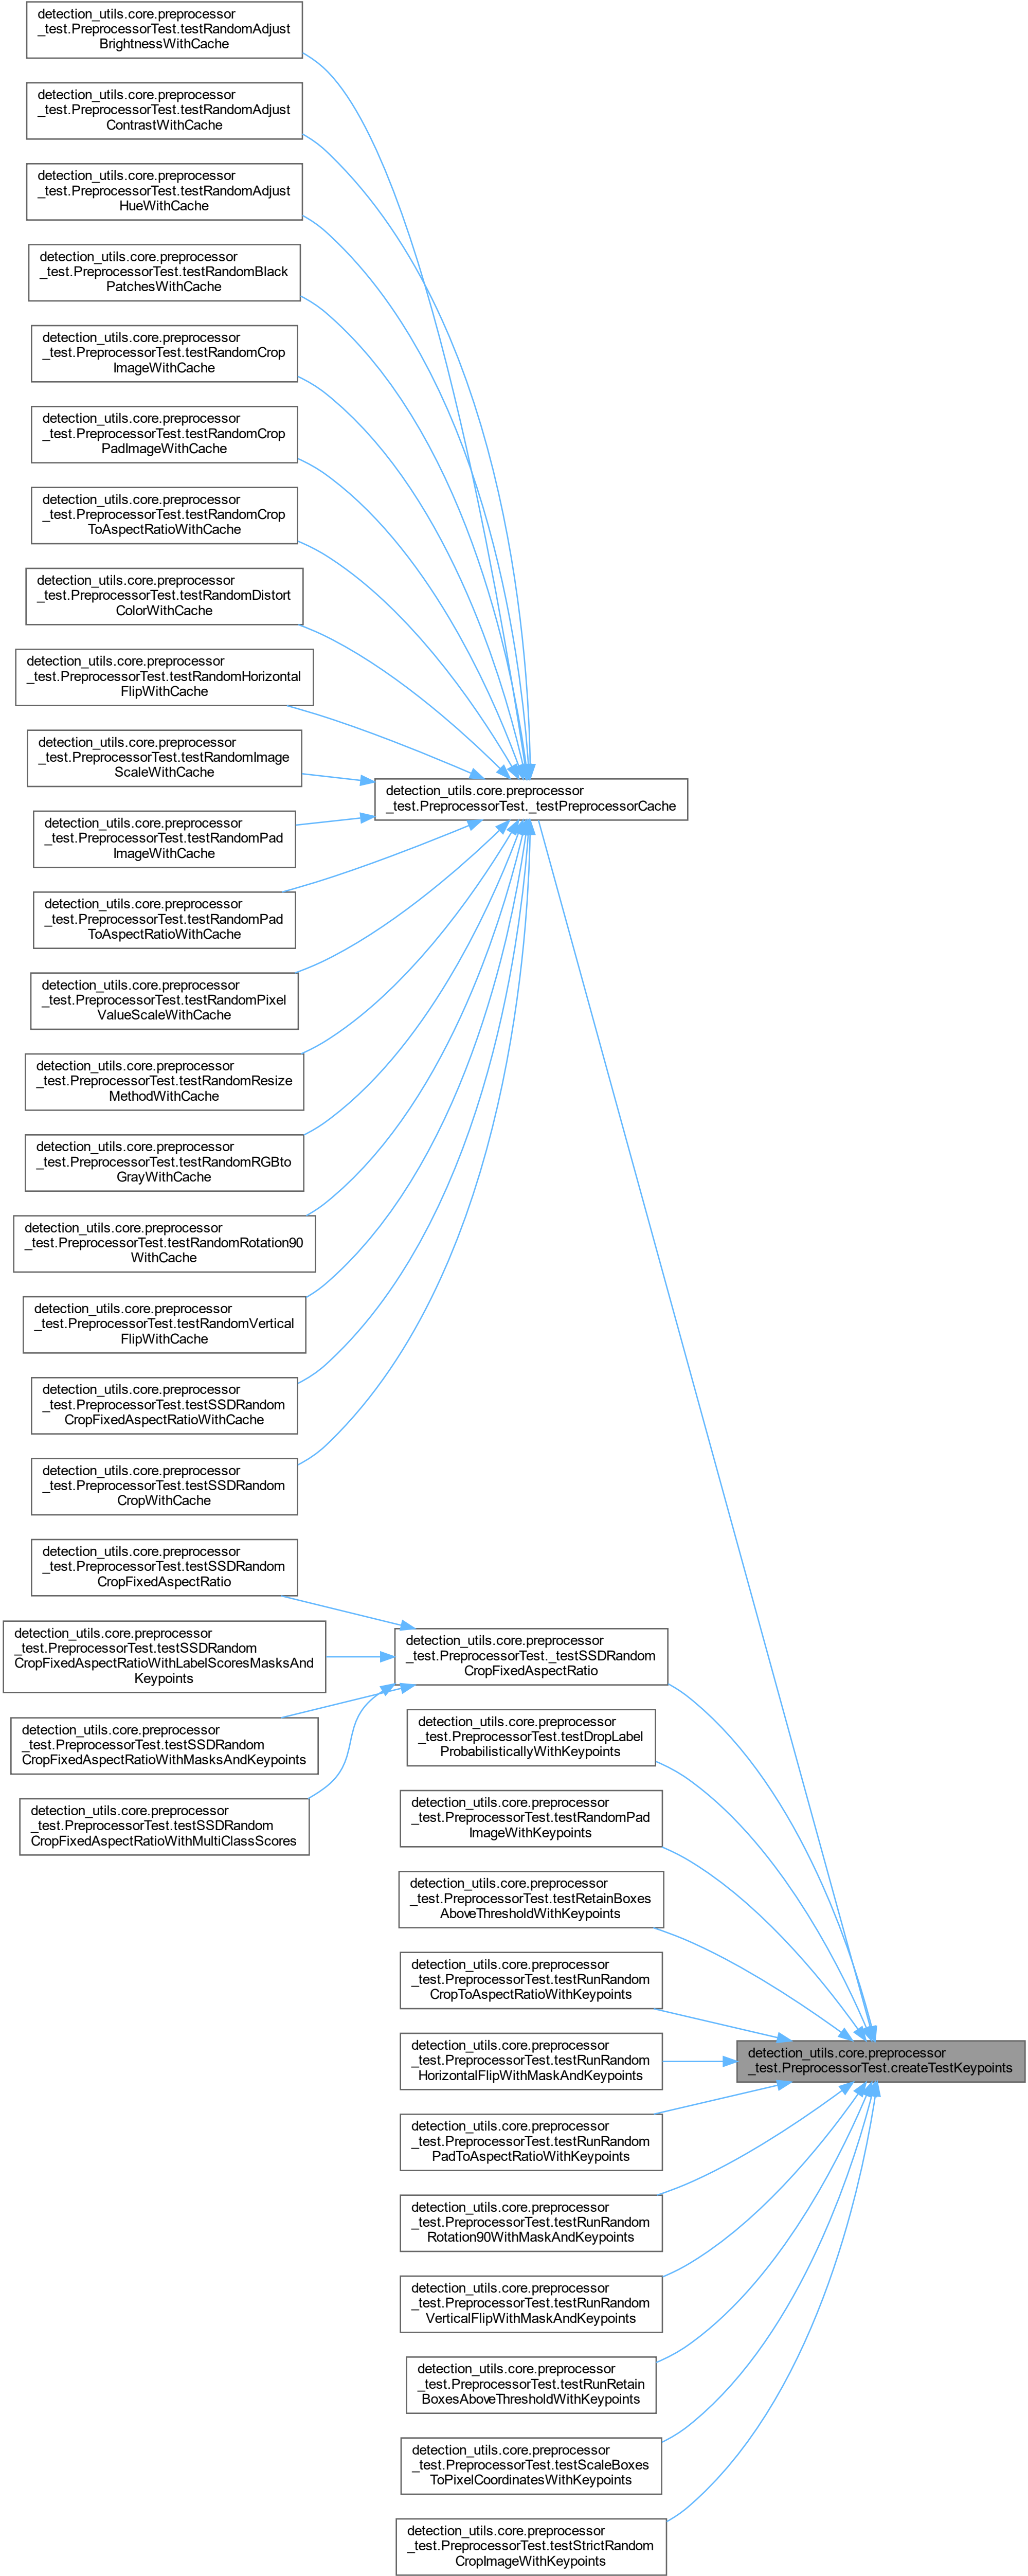 detection_utils.core.preprocessor
_test.PreprocessorTest.testRandomAdjust
BrightnessWithCache
detection_utils.core.preprocessor
_test.PreprocessorTest.testRandomAdjust
ContrastWithCache
detection_utils.core.preprocessor
_test.PreprocessorTest.testRandomAdjust
HueWithCache
detection_utils.core.preprocessor
_test.PreprocessorTest.testRandomBlack
PatchesWithCache
detection_utils.core.preprocessor
_test.PreprocessorTest.testRandomCrop
ImageWithCache
detection_utils.core.preprocessor
_test.PreprocessorTest.testRandomCrop
PadImageWithCache
detection_utils.core.preprocessor
_test.PreprocessorTest.testRandomCrop
ToAspectRatioWithCache
detection_utils.core.preprocessor
_test.PreprocessorTest.testRandomDistort
ColorWithCache
detection_utils.core.preprocessor
_test.PreprocessorTest.testRandomHorizontal
FlipWithCache
detection_utils.core.preprocessor
_test.PreprocessorTest.testRandomImage
ScaleWithCache
detection_utils.core.preprocessor
_test.PreprocessorTest._testPreprocessorCache
detection_utils.core.preprocessor
_test.PreprocessorTest.testRandomPad
ImageWithCache
detection_utils.core.preprocessor
_test.PreprocessorTest.testRandomPad
ToAspectRatioWithCache
detection_utils.core.preprocessor
_test.PreprocessorTest.testRandomPixel
ValueScaleWithCache
detection_utils.core.preprocessor
_test.PreprocessorTest.testRandomResize
MethodWithCache
detection_utils.core.preprocessor
_test.PreprocessorTest.testRandomRGBto
GrayWithCache
detection_utils.core.preprocessor
_test.PreprocessorTest.testRandomRotation90
WithCache
detection_utils.core.preprocessor
_test.PreprocessorTest.testRandomVertical
FlipWithCache
detection_utils.core.preprocessor
_test.PreprocessorTest.testSSDRandom
CropFixedAspectRatioWithCache
detection_utils.core.preprocessor
_test.PreprocessorTest.testSSDRandom
CropWithCache
detection_utils.core.preprocessor
_test.PreprocessorTest.testSSDRandom
CropFixedAspectRatio
detection_utils.core.preprocessor
_test.PreprocessorTest.testSSDRandom
CropFixedAspectRatioWithLabelScoresMasksAnd
Keypoints
detection_utils.core.preprocessor
_test.PreprocessorTest._testSSDRandom
CropFixedAspectRatio
detection_utils.core.preprocessor
_test.PreprocessorTest.testSSDRandom
CropFixedAspectRatioWithMasksAndKeypoints
detection_utils.core.preprocessor
_test.PreprocessorTest.testSSDRandom
CropFixedAspectRatioWithMultiClassScores
detection_utils.core.preprocessor
_test.PreprocessorTest.testDropLabel
ProbabilisticallyWithKeypoints
detection_utils.core.preprocessor
_test.PreprocessorTest.testRandomPad
ImageWithKeypoints
detection_utils.core.preprocessor
_test.PreprocessorTest.testRetainBoxes
AboveThresholdWithKeypoints
detection_utils.core.preprocessor
_test.PreprocessorTest.testRunRandom
CropToAspectRatioWithKeypoints
detection_utils.core.preprocessor
_test.PreprocessorTest.testRunRandom
HorizontalFlipWithMaskAndKeypoints
detection_utils.core.preprocessor
_test.PreprocessorTest.createTestKeypoints
detection_utils.core.preprocessor
_test.PreprocessorTest.testRunRandom
PadToAspectRatioWithKeypoints
detection_utils.core.preprocessor
_test.PreprocessorTest.testRunRandom
Rotation90WithMaskAndKeypoints
detection_utils.core.preprocessor
_test.PreprocessorTest.testRunRandom
VerticalFlipWithMaskAndKeypoints
detection_utils.core.preprocessor
_test.PreprocessorTest.testRunRetain
BoxesAboveThresholdWithKeypoints
detection_utils.core.preprocessor
_test.PreprocessorTest.testScaleBoxes
ToPixelCoordinatesWithKeypoints
detection_utils.core.preprocessor
_test.PreprocessorTest.testStrictRandom
CropImageWithKeypoints